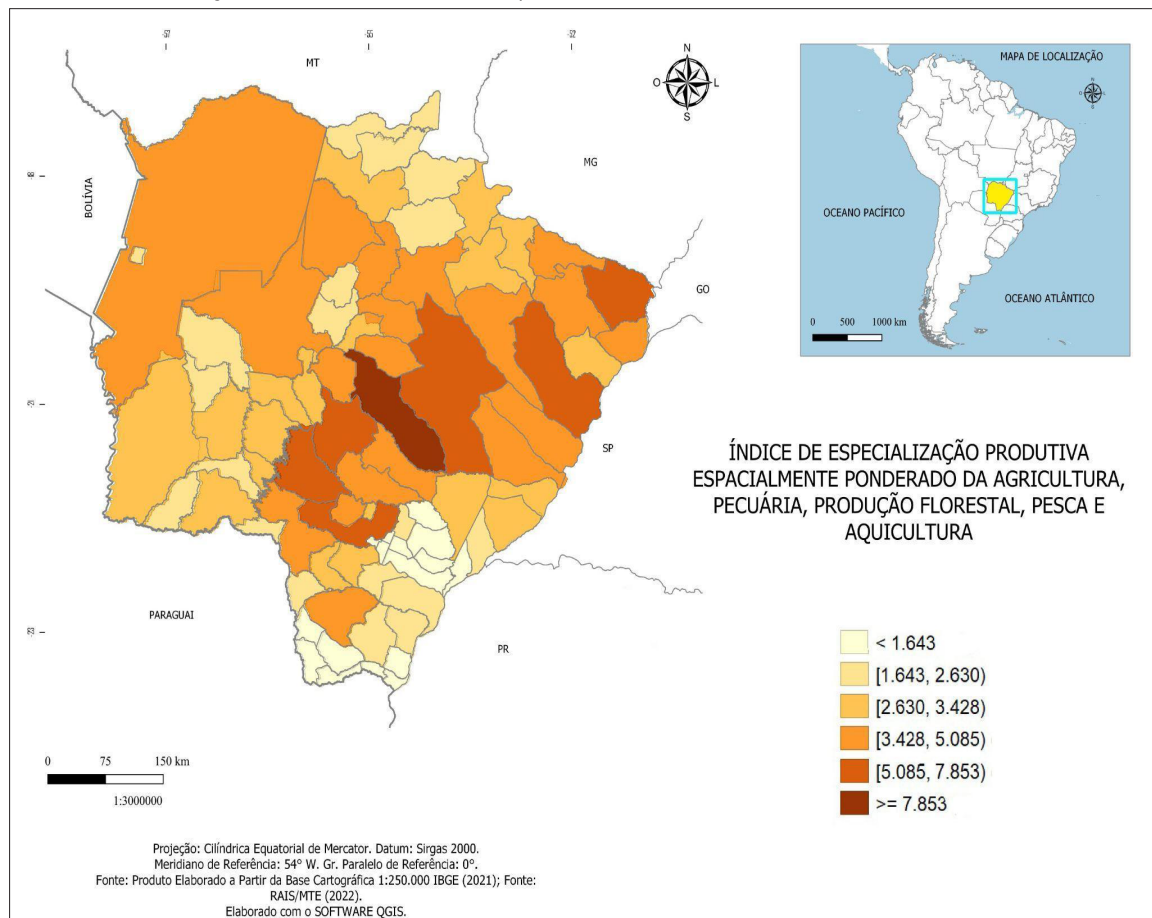 -57
-55
-52
MT
N
O
L
S
MG
BOLÍVIA
GO
SP
PARAGUAI
PR
-23
0 75 150 km
1:3000000
MAPA DE LOCALIZAÇÃO
N
O
L
S
OCEANO PACÍFICO
OCEANO ATLÂNTICO
0 500 1000 km
ÍNDICE DE ESPECIALIZAÇÃO PRODUTIVA
ESPACIALMENTE PONDERADO DA AGRICULTURA,
PECUÁRIA, PRODUÇÃO FLORESTAL, PESCA E
AQUICULTURA
< 1.643
[1.643, 2.630)
[2.630, 3.428)
[3.428, 5.085)
[5.085, 7.853)
>= 7.853
Projeção: Cilíndrica Equatorial de Mercator. Datum: Sirgas 2000.
Meridiano de Referência: 54° W. Gr. Paralelo de Referência: 0°.
Fonte: Produto Elaborado a Partir da Base Cartográfica 1:250.000 IBGE (2021); Fonte:
RAIS/MTE (2022).
Elaborado com o SOFTWARE QGIS.